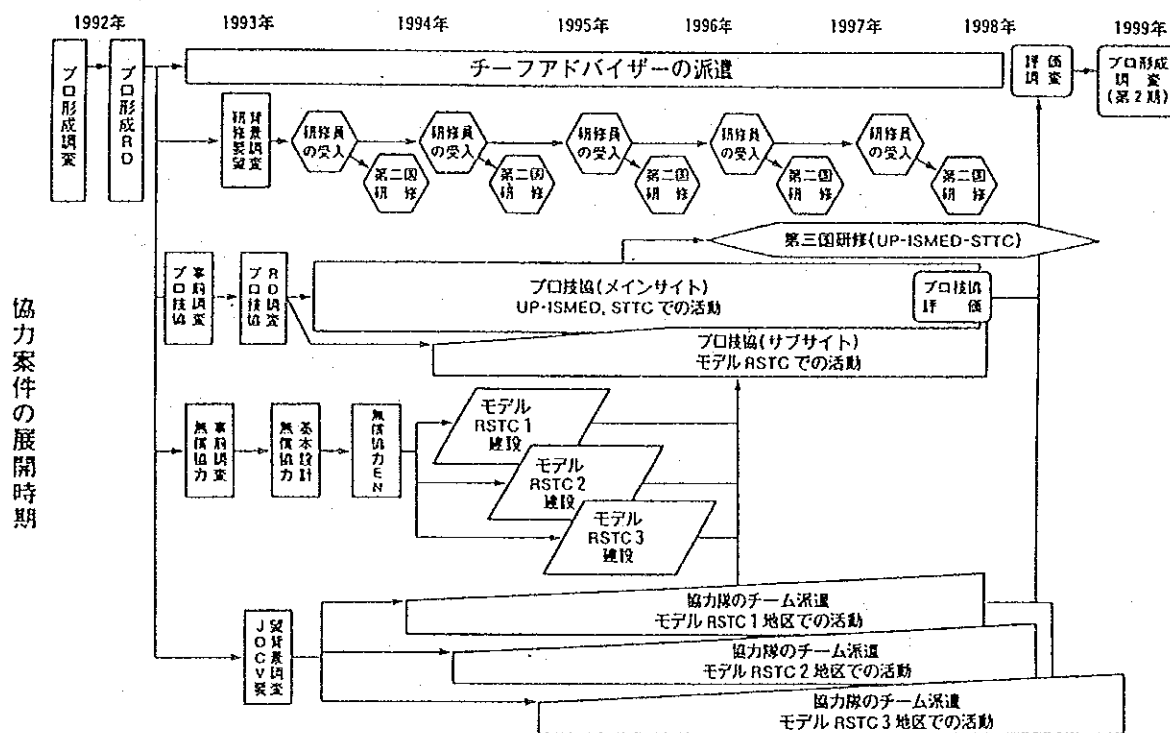 1992年
1993年
1994年
1995年
1996年
1997年
1998年
1999年
協力案件の展開時期
プロ形成調査
プロ形成RD
チーフアドバイザーの派遣
評価
調査
プロ形成
調査
(第2期)
研修要望
背景調査
研修員
の受入
研修員
の受入
研修員
の受入
研修員
の受入
研修員
の受入
第二国
研修
第二国
研修
第二国
研修
第二国
研修
第二国
研修
第三国研修(UP-ISMED-STTC)
プロ技協
事前調査
プロ技協
RD調査
プロ技協(メインサイト)
UP-ISMED, STTC での活動
プロ技協
評価
プロ技協(サブサイト)
モデル RSTC での活動
無償協力
事前調査
無償協力
基本設計
無償協力EN
モデル
RSTC 1
建設
モデル
RSTC 2
建設
モデル
RSTC 3
建設
JOCV要
望背景調査
協力隊のチーム派遣
モデル RSTC 1 地区での活動
協力隊のチーム派遣
モデル RSTC 2 地区での活動
協力隊のチーム派遣
モデル RSTC 3 地区での活動